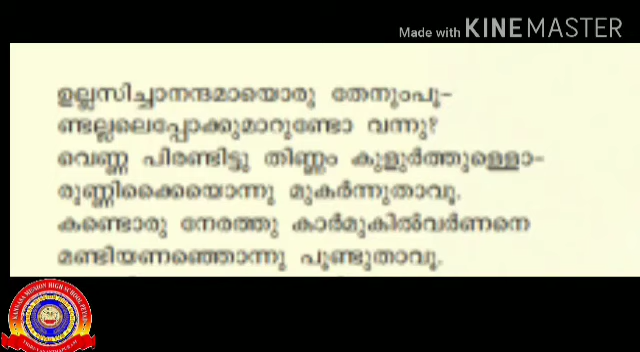 Made with KINEMASTER
ഉല്ലസിച്ചാനന്ദമായൊരു തേനുംപൂ-
ണ്ടല്ലലെപ്പോക്കുമാറുണ്ടോ വന്നു?
വെണ്ണ പിരണ്ടിട്ടു തിണ്ണം കുളുർത്തുള്ളൊ-
രുണ്ണിക്കൈയൊന്നു മുകർന്നുതാവൂ.
കണ്ടൊരു നേരത്തു കാർമുകിൽവർണനെ
മണ്ടിയണഞ്ഞൊന്നു പൂണ്ടുതാവൂ.